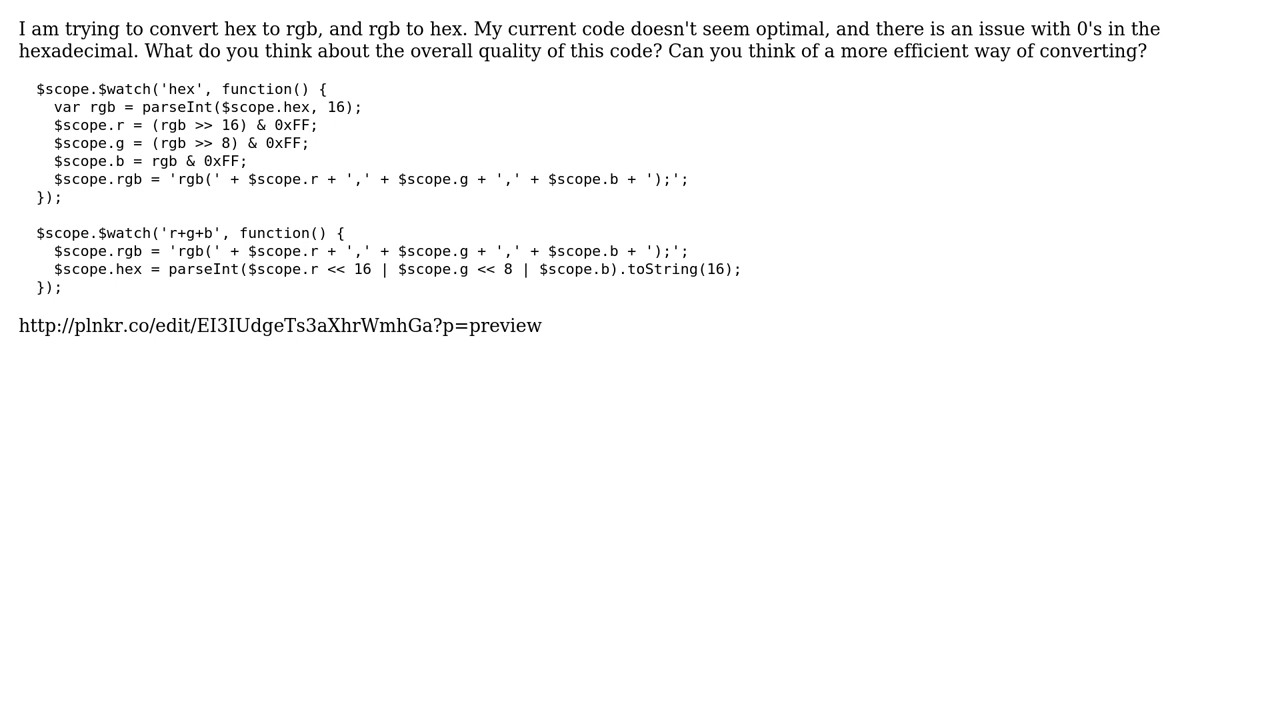 I am trying to convert hex to rgb, and rgb to hex. My current code doesn't seem optimal, and there is an issue with 0's in the
hexadecimal. What do you think about the overall quality of this code? Can you think of a more efficient way of converting?
$scope.$watch('hex', function() {
  var rgb = parseInt($scope.hex, 16);
  $scope.r = (rgb >> 16) & 0xFF;
  $scope.g = (rgb >> 8) & 0xFF;
  $scope.b = rgb & 0xFF;
  $scope.rgb = 'rgb(' + $scope.r + ',' + $scope.g + ',' + $scope.b + ');';
});
$scope.$watch('r+g+b', function() {
  $scope.rgb = 'rgb(' + $scope.r + ',' + $scope.g + ',' + $scope.b + ');';
  $scope.hex = parseInt($scope.r << 16 | $scope.g << 8 | $scope.b).toString(16);
});
http://plnkr.co/edit/EI3IUdgeTs3aXhrWmhGa?p=preview